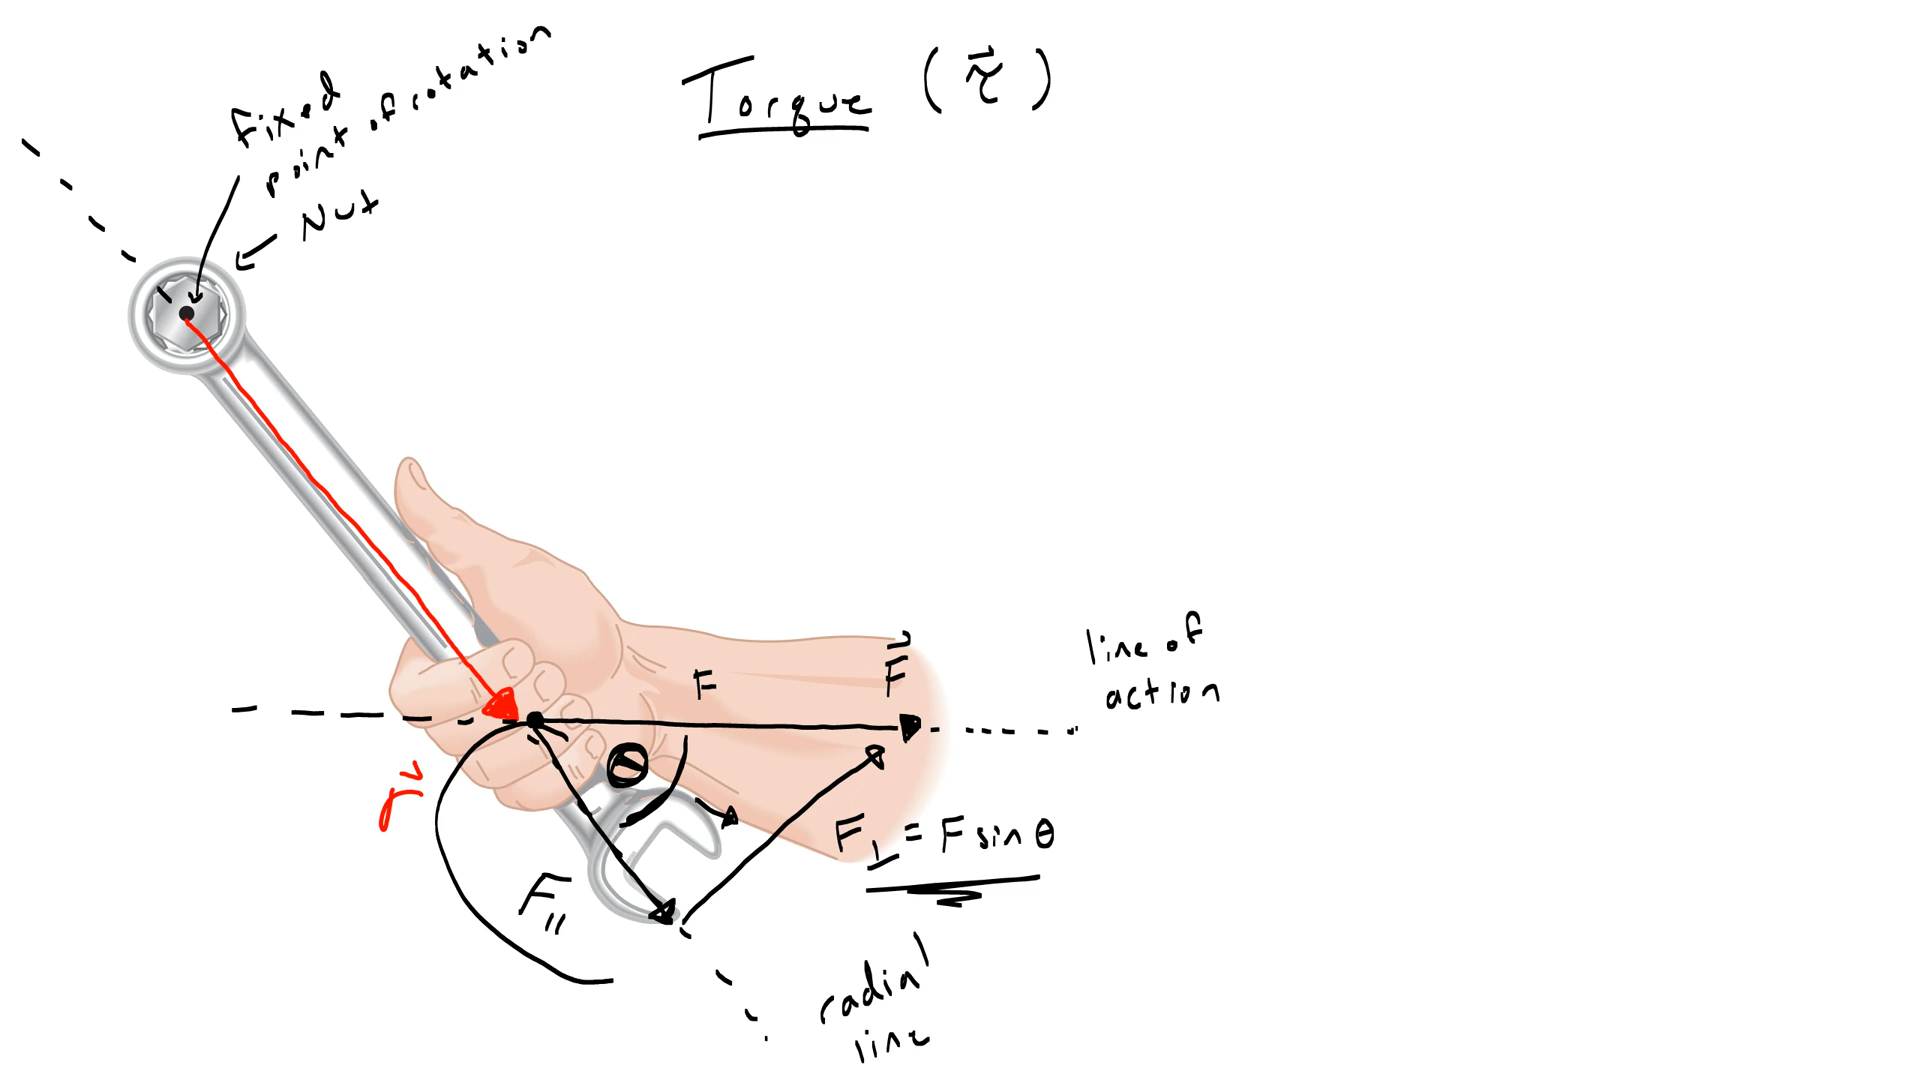 Torque (τ⃗)
fixed
point of rotation
Nut
line of
action
F⃗
F
θ
r⃗
F⊥ = F sin θ
F∥
radial
line